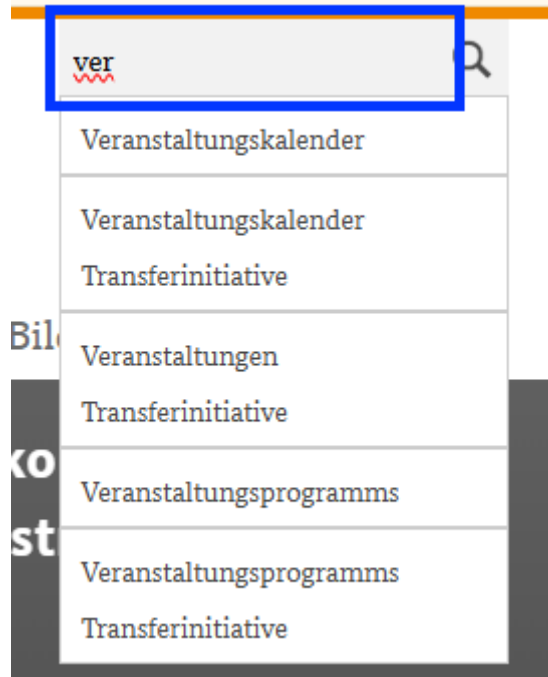 ver
Veranstaltungskalender
Veranstaltungskalender
Transferinitiative
Bil
Veranstaltungen
Transferinitiative
ko
Veranstaltungsprogramms
st
Veranstaltungsprogramms
Transferinitiative